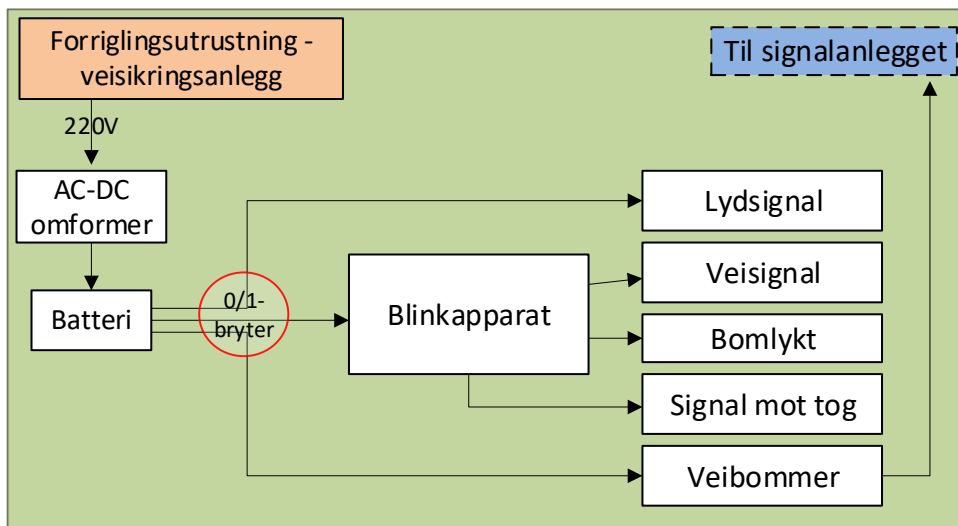 Forriglingsutrustning -
veisikringsanlegg
Til signalanlegget
220V
AC-DC
omformer
Lydsignal
Veisignal
Batteri
0/1-
bryter
Blinkapparat
Bomlykt
Signal mot tog
Veibommer